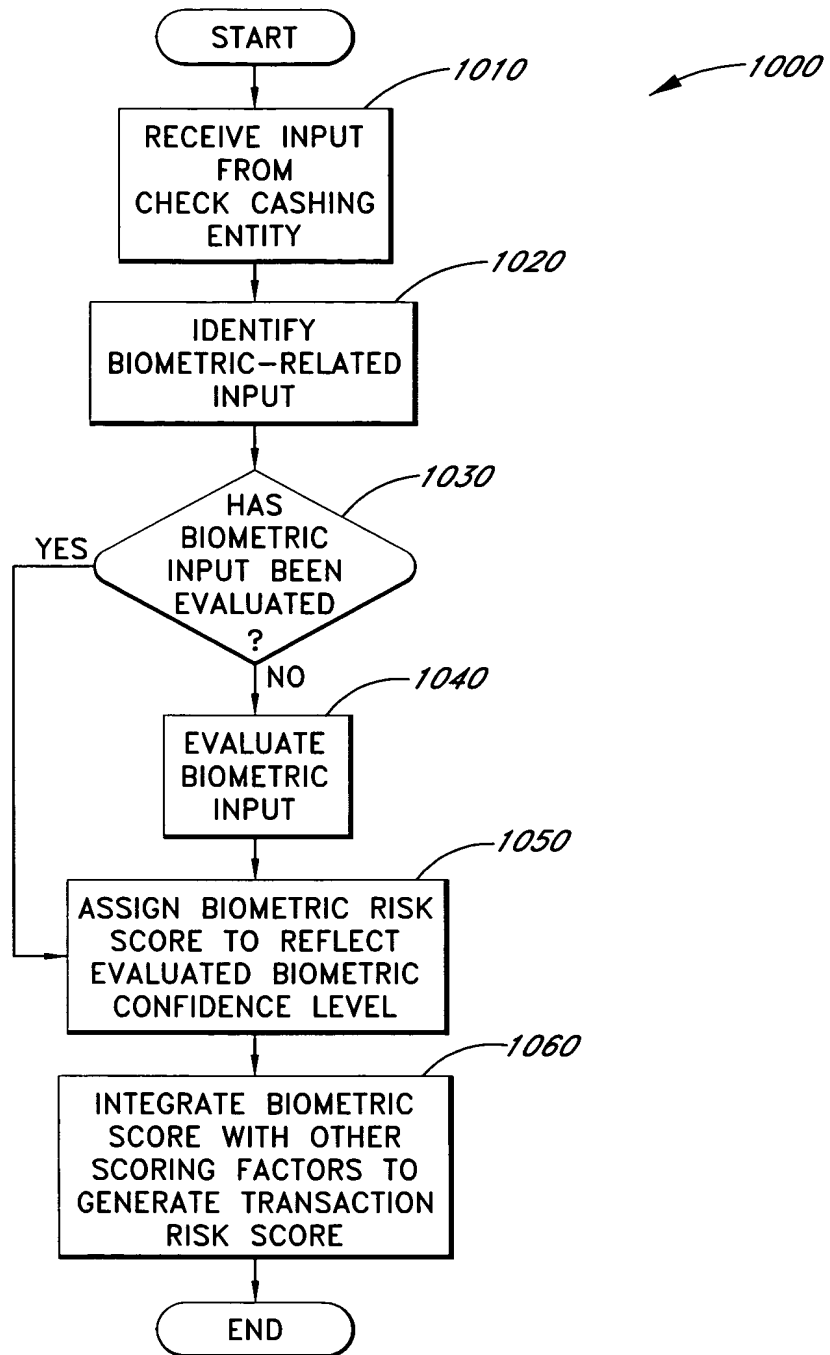 START
1010
1000
RECEIVE INPUT
FROM
CHECK CASHING
ENTITY
1020
IDENTIFY
BIOMETRIC-RELATED
INPUT
1030
HAS
BIOMETRIC
INPUT BEEN
EVALUATED
?
YES
NO
1040
EVALUATE
BIOMETRIC
INPUT
1050
ASSIGN BIOMETRIC RISK
SCORE TO REFLECT
EVALUATED BIOMETRIC
CONFIDENCE LEVEL
1060
INTEGRATE BIOMETRIC
SCORE WITH OTHER
SCORING FACTORS TO
GENERATE TRANSACTION
RISK SCORE
END